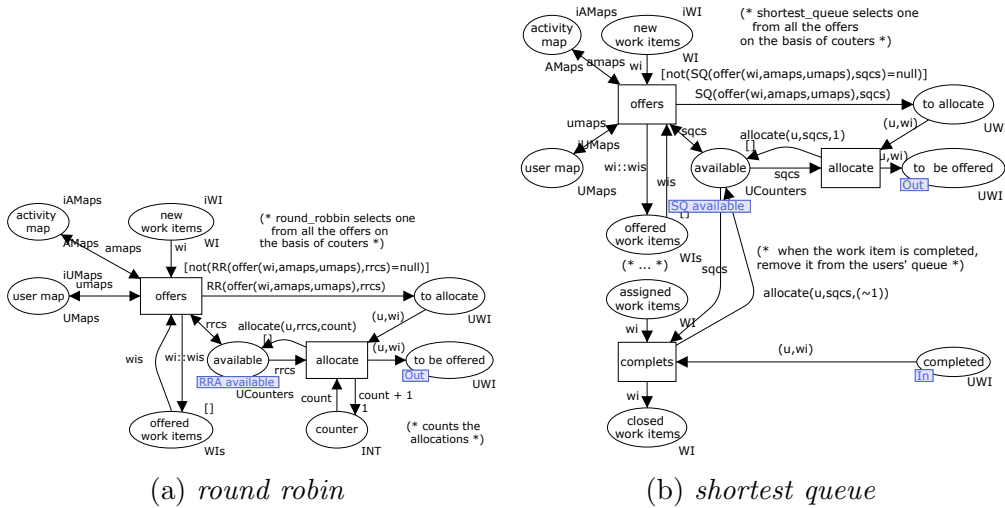 iAMaps
activity
map
AMaps
amaps
iWI
new
work items
WI
wi
(* round_robbin selects one
from all the offers on
the basis of couters *)
[not(RR(offer(wi,amaps,umaps),rrcs)=null)]
iUMaps
umaps
user map
UMaps
offers
RR(offer(wi,amaps,umaps),rrcs)
to allocate
UWI
(u,wi)
rrcs
allocate(u,rrcs,count)
[]
available
rrcs
RRA available
UCounters
allocate
(u,wi)
to be offered
Out
UWI
wis
wi::wis
[]
offered
work items
WIs
count
count + 1
1
counter
INT
(* counts the
allocations *)
(a) round robin
iAMaps
activity
map
AMaps
amaps
iWI
new
work items
WI
wi
(* shortest_queue selects one
from all the offers
on the basis of couters *)
[not(SQ(offer(wi,amaps,umaps),sqcs)=null)]
offers
SQ(offer(wi,amaps,umaps),sqcs)
to allocate
UWI
umaps
iUMaps
user map
UMaps
wi::wis
wis
sqcs
allocate(u,sqcs,1)
[]
(u,wi)
available
sqcs
UCounters
SQ available
allocate
(u,wi)
to be offered
Out
UWI
[]
offered
work items
WIs
(* ... *)
sqcs
(* when the work item is completed,
remove it from the users' queue *)
allocate(u,sqcs,(~1))
assigned
work items
WI
wi
complets
(u,wi)
completed
In
UWI
wi
closed
work items
WI
(b) shortest queue